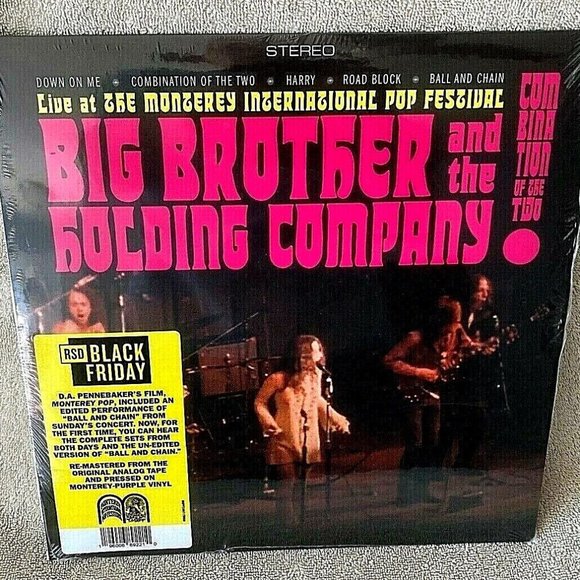 STEREO
DOWN ON ME • COMBINATION OF THE TWO • HARRY • ROAD BLOCK • BALL AND CHAIN
Live at THE MONTEREY INTERNATIONAL POP FESTIVAL
BIG BROTHER and
the
HOLDING COMPANY!
COM
BINA
TION
OF THE
TWO
RSD BLACK
FRIDAY
D.A. PENNEBAKER'S FILM,
MONTEREY POP, INCLUDED AN
EDITED PERFORMANCE OF
"BALL AND CHAIN" FROM
SUNDAY'S CONCERT. NOW, FOR
THE FIRST TIME, YOU CAN HEAR
THE COMPLETE SETS FROM
BOTH DAYS AND THE UN-EDITED
VERSION OF "BALL AND CHAIN."
RE-MASTERED FROM THE
ORIGINAL ANALOG TAPE
AND PRESSED ON
MONTEREY-PURPLE VINYL